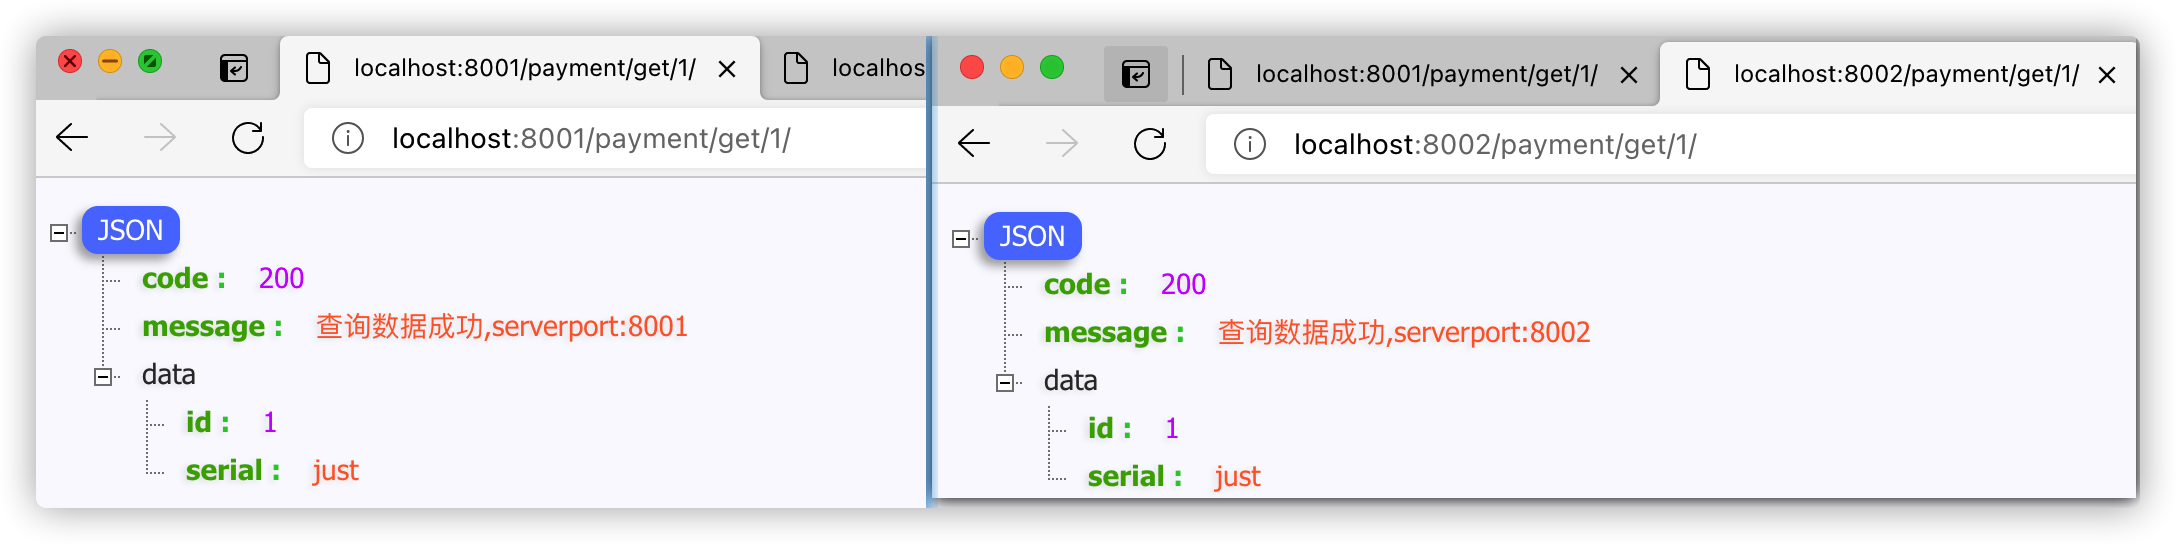 localhost:8001/payment/get/1/
localhos
localhost:8001/payment/get/1/
JSON
code : 200
message : 查询数据成功,serverport:8001
data
id : 1
serial : just
localhost:8001/payment/get/1/
localhost:8002/payment/get/1/
localhost:8002/payment/get/1/
JSON
code : 200
message : 查询数据成功,serverport:8002
data
id : 1
serial : just